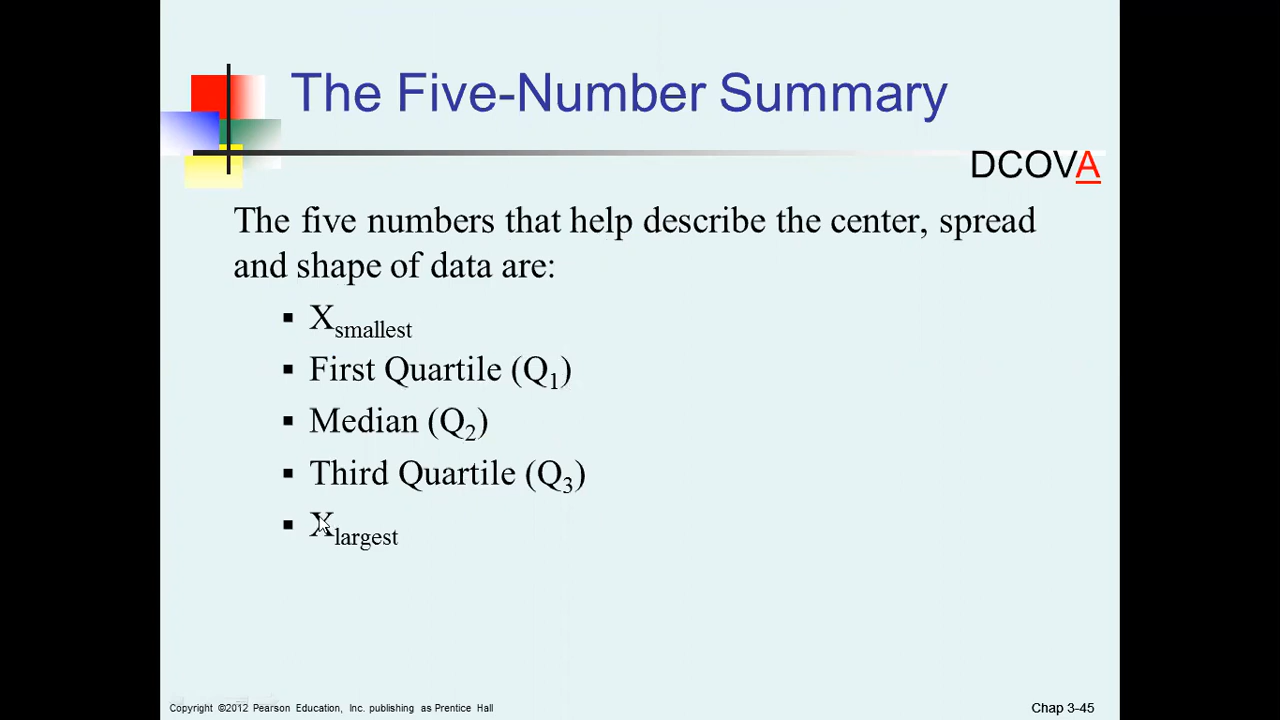 The Five-Number Summary
DCOVA
The five numbers that help describe the center, spread
and shape of data are:
▪ Xsmallest
▪ First Quartile (Q1)
▪ Median (Q2)
▪ Third Quartile (Q3)
▪ Xlargest
Copyright ©2012 Pearson Education, Inc. publishing as Prentice Hall
Chap 3-45